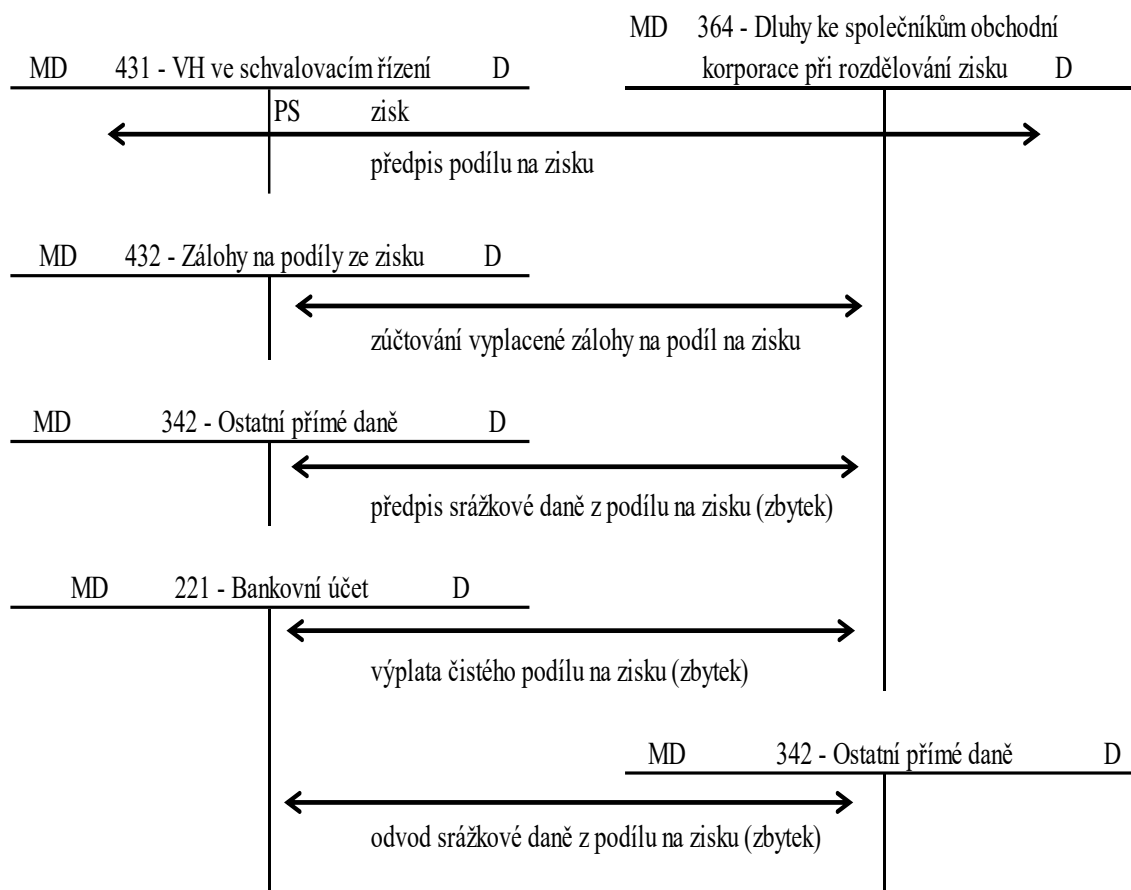 MD 364 - Dluhy ke společníkům obchodní
MD 431 - VH ve schvalovacím řízení D
korporace při rozdělování zisku D
PS zisk
předpis podílu na zisku
MD 432 - Zálohy na podíly ze zisku D
zúčtování vyplacené zálohy na podíl na zisku
MD 342 - Ostatní přímé daně D
předpis srážkové daně z podílu na zisku (zbytek)
MD 221 - Bankovní účet D
výplata čistého podílu na zisku (zbytek)
MD 342 - Ostatní přímé daně D
odvod srážkové daně z podílu na zisku (zbytek)